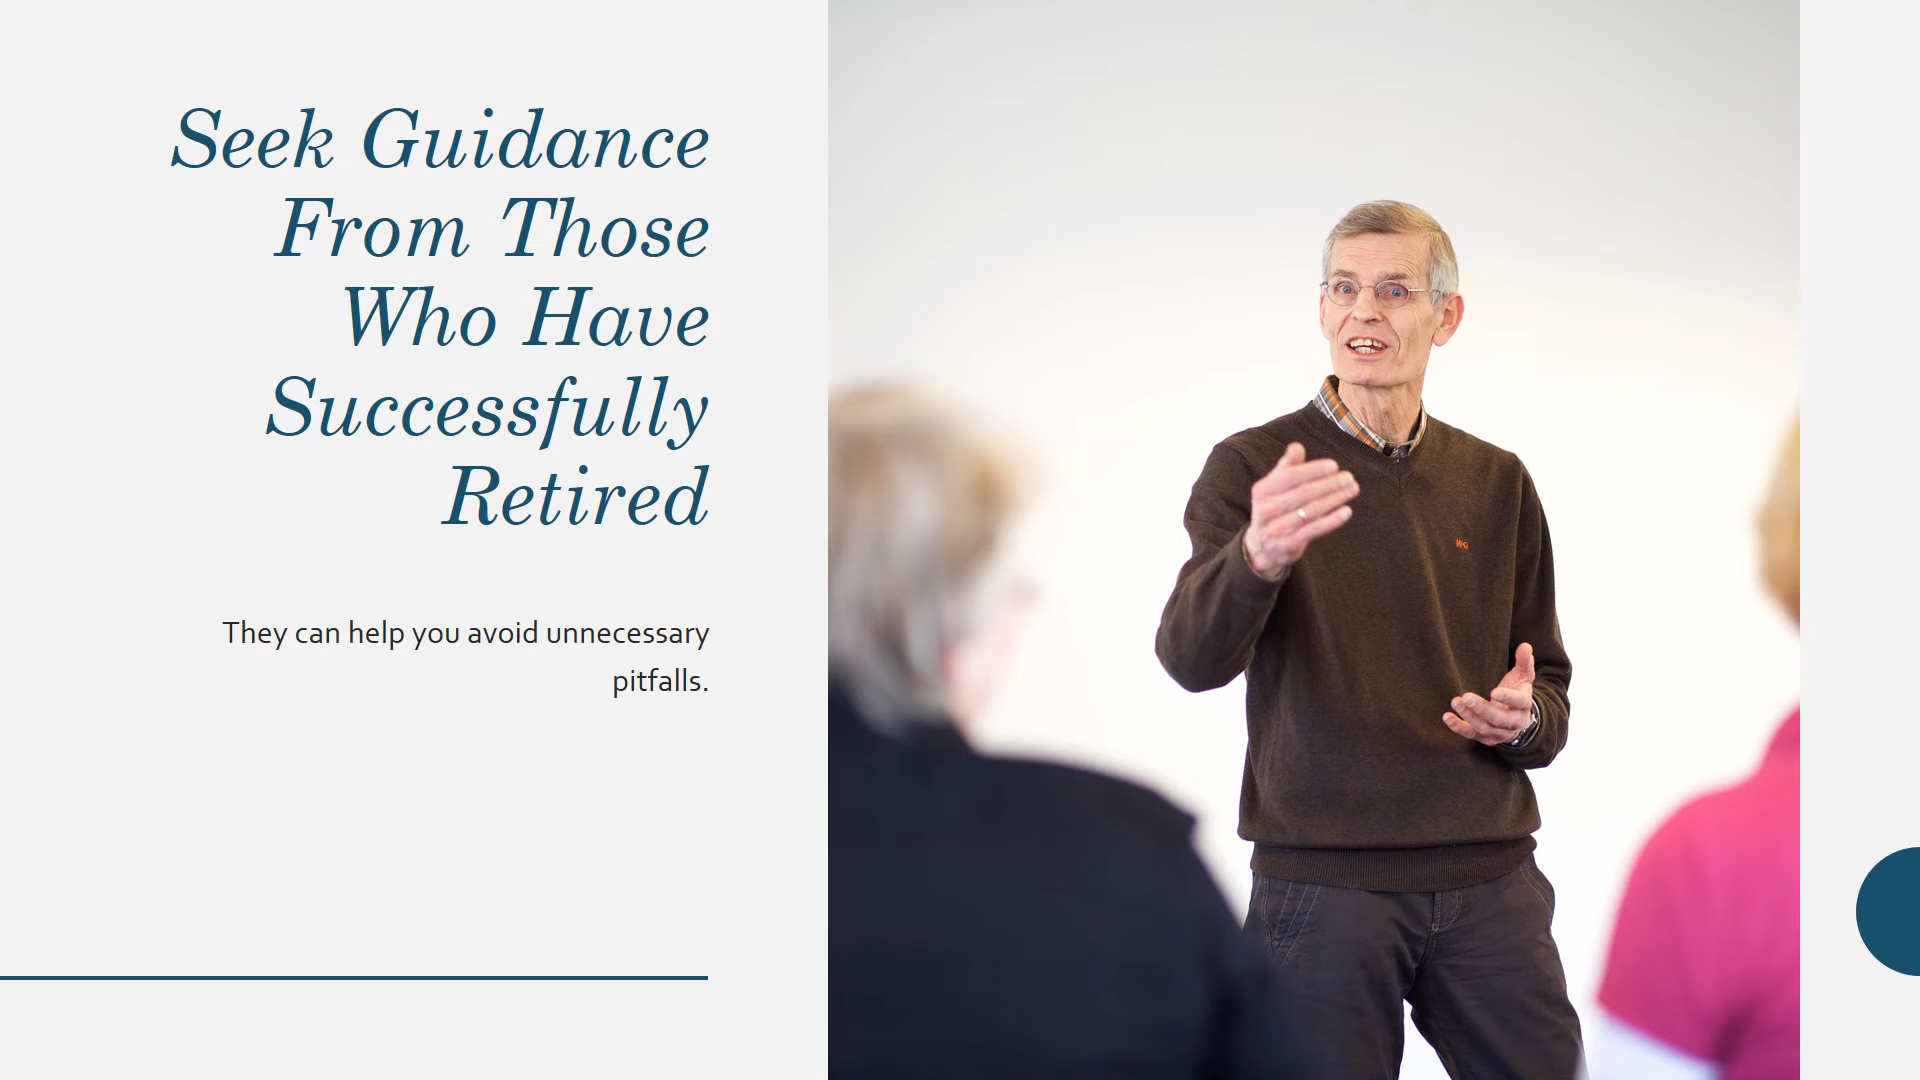 Seek Guidance
From Those
Who Have
Successfully
Retired
They can help you avoid unnecessary
pitfalls.